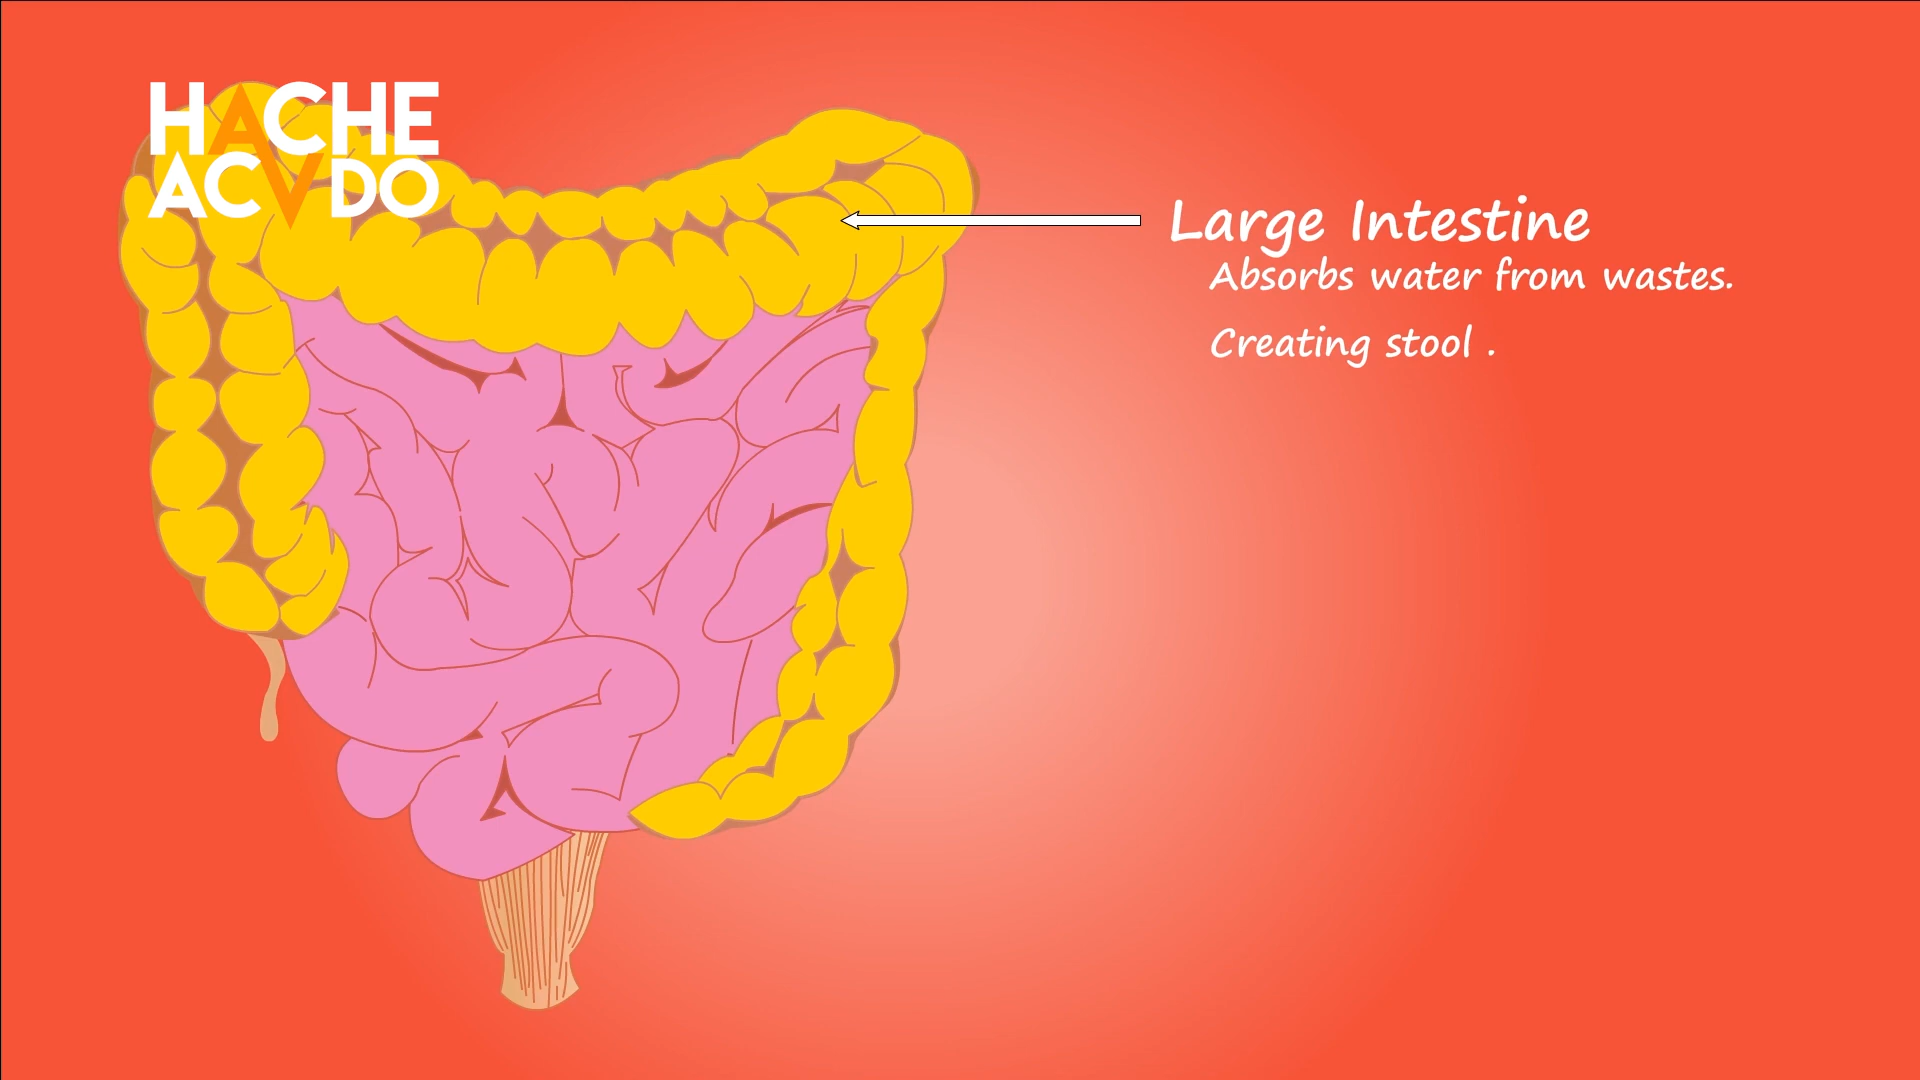 HACHE
ACVDO
Large Intestine
Absorbs water from wastes.
Creating stool .